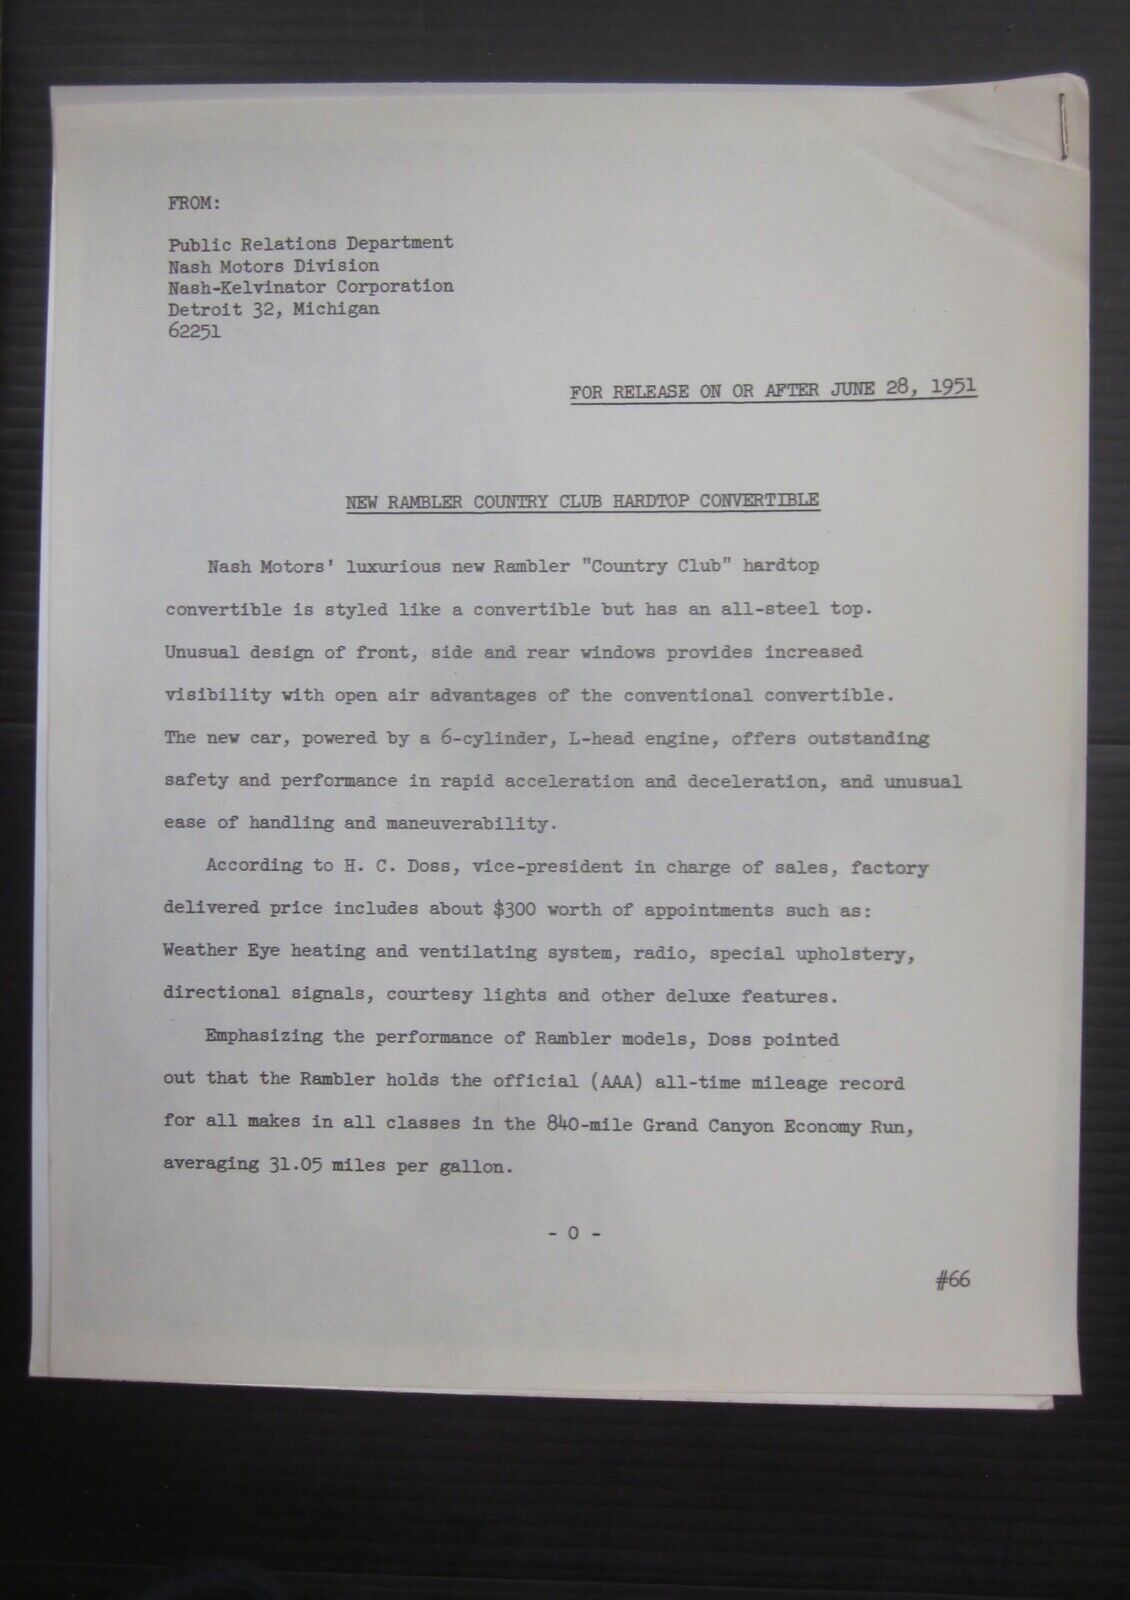 FROM:
Public Relations Department
Nash Motors Division
Nash-Kelvinator Corporation
Detroit 32, Michigan
62251
FOR RELEASE ON OR AFTER JUNE 28, 1951
NEW RAMBLER COUNTRY CLUB HARDTOP CONVERTIBLE
Nash Motors' luxurious new Rambler "Country Club" hardtop
convertible is styled like a convertible but has an all-steel top.
Unusual design of front, side and rear windows provides increased
visibility with open air advantages of the conventional convertible.
The new car, powered by a 6-cylinder, L-head engine, offers outstanding
safety and performance in rapid acceleration and deceleration, and unusual
ease of handling and maneuverability.
According to H. C. Doss, vice-president in charge of sales, factory
delivered price includes about $300 worth of appointments such as:
Weather Eye heating and ventilating system, radio, special upholstery,
directional signals, courtesy lights and other deluxe features.
Emphasizing the performance of Rambler models, Doss pointed
out that the Rambler holds the official (AAA) all-time mileage record
for all makes in all classes in the 840-mile Grand Canyon Economy Run,
averaging 31.05 miles per gallon.
- 0 -
#66